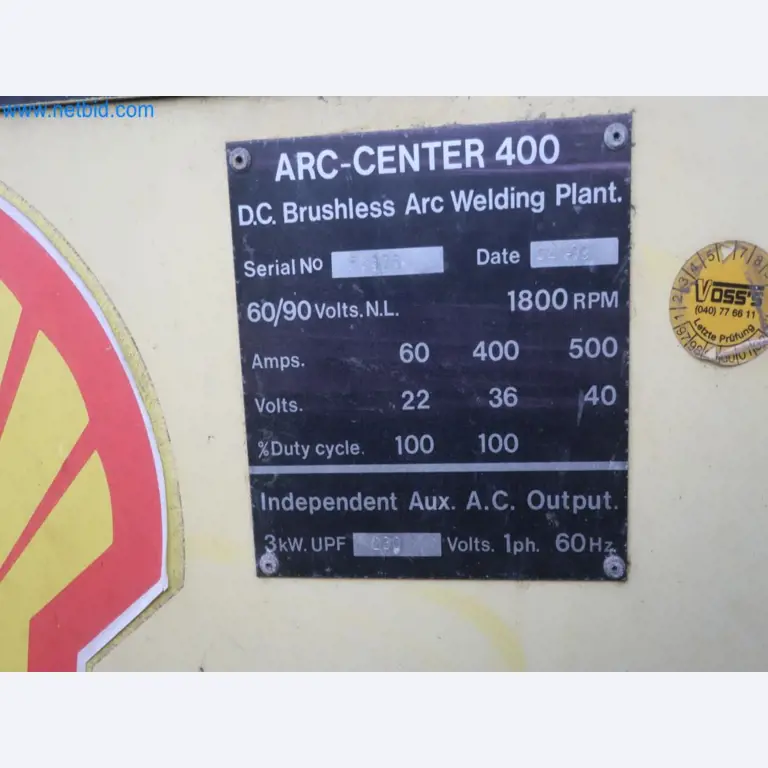 www.netbid.com
ARC-CENTER 400
D.C. Brushless Arc Welding Plant.
Serial No Date
60/90 Volts. N.L. 1800 RPM
Amps. 60 400 500
Volts. 22 36 40
% Duty cycle. 100 100
Independent Aux. A.C. Output.
3kW. UPF Volts. 1ph. 60Hz.
Voss's
(040) 77 66 11
Letzte Prüfung